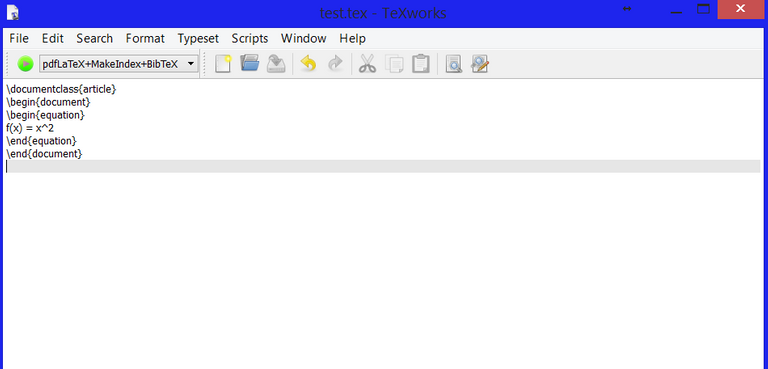 test.tex - TeXworks
File Edit Search Format Typeset Scripts Window Help
pdfLaTeX+MakeIndex+BibTeX
\documentclass{article}
\begin{document}
\begin{equation}
f(x) = x^2
\end{equation}
\end{document}